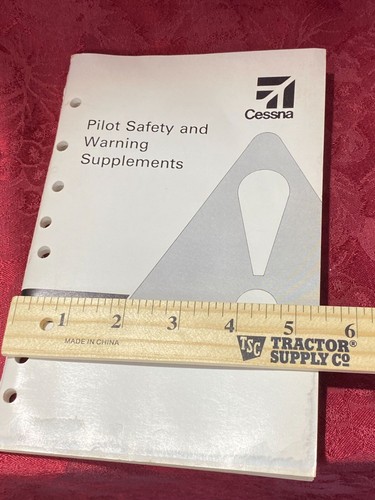 Cessna
Pilot Safety and
Warning
Supplements
1 2 3 4 5 6
MADE IN CHINA
TSC TRACTOR®
SUPPLY CO